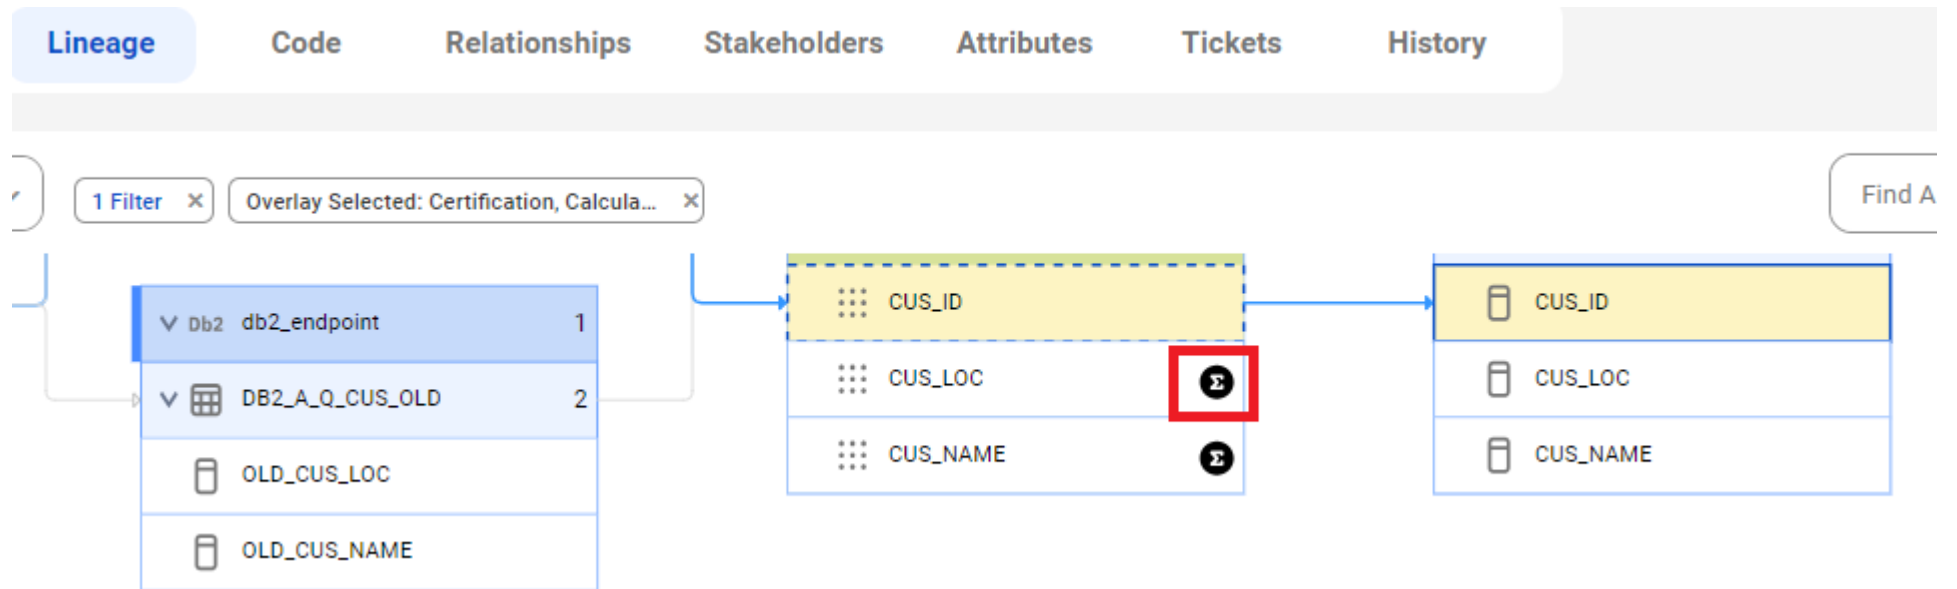 Lineage Code Relationships Stakeholders Attributes Tickets History
1 Filter × Overlay Selected: Certification, Calcula... × Find A
Db2 db2_endpoint 1
DB2_A_Q_CUS_OLD 2
OLD_CUS_LOC
OLD_CUS_NAME
CUS_ID
CUS_LOC Σ
CUS_NAME Σ
CUS_ID
CUS_LOC
CUS_NAME